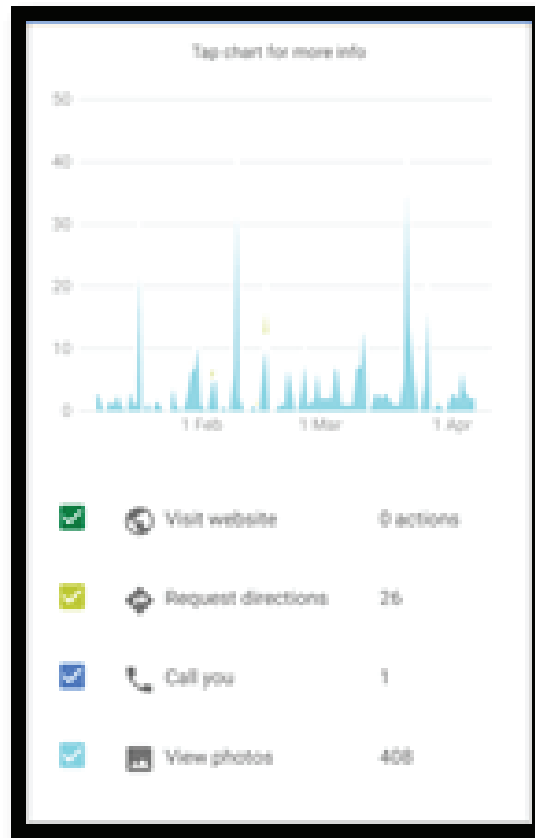 Tap chart for more info
50
40
30
20
10
0
1 Feb 1 Mar 1 Apr
Visit website 0 actions
Request directions 26
Call you 1
View photos 408